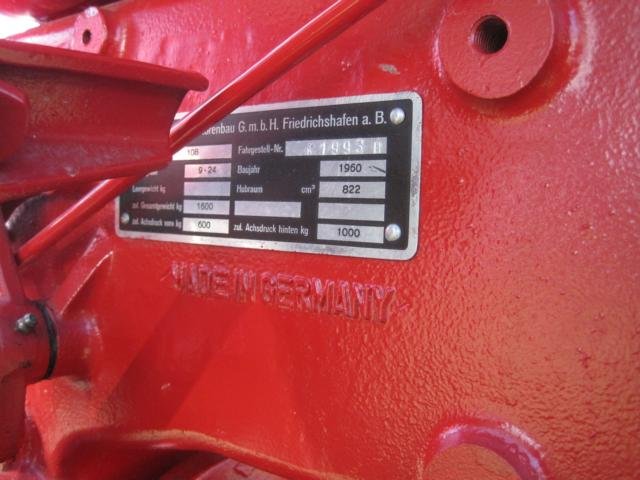 G.m.b.H. Friedrichshafen a. B.
108 Fahrgestell-Nr.
9-24 Baujahr 1960
Leergewicht kg Hubraum cm³ 822
zul. Gesamtgewicht kg 1600
zul. Achsdruck vorn kg 600 zul. Achsdruck hinten kg 1000
MADE IN GERMANY